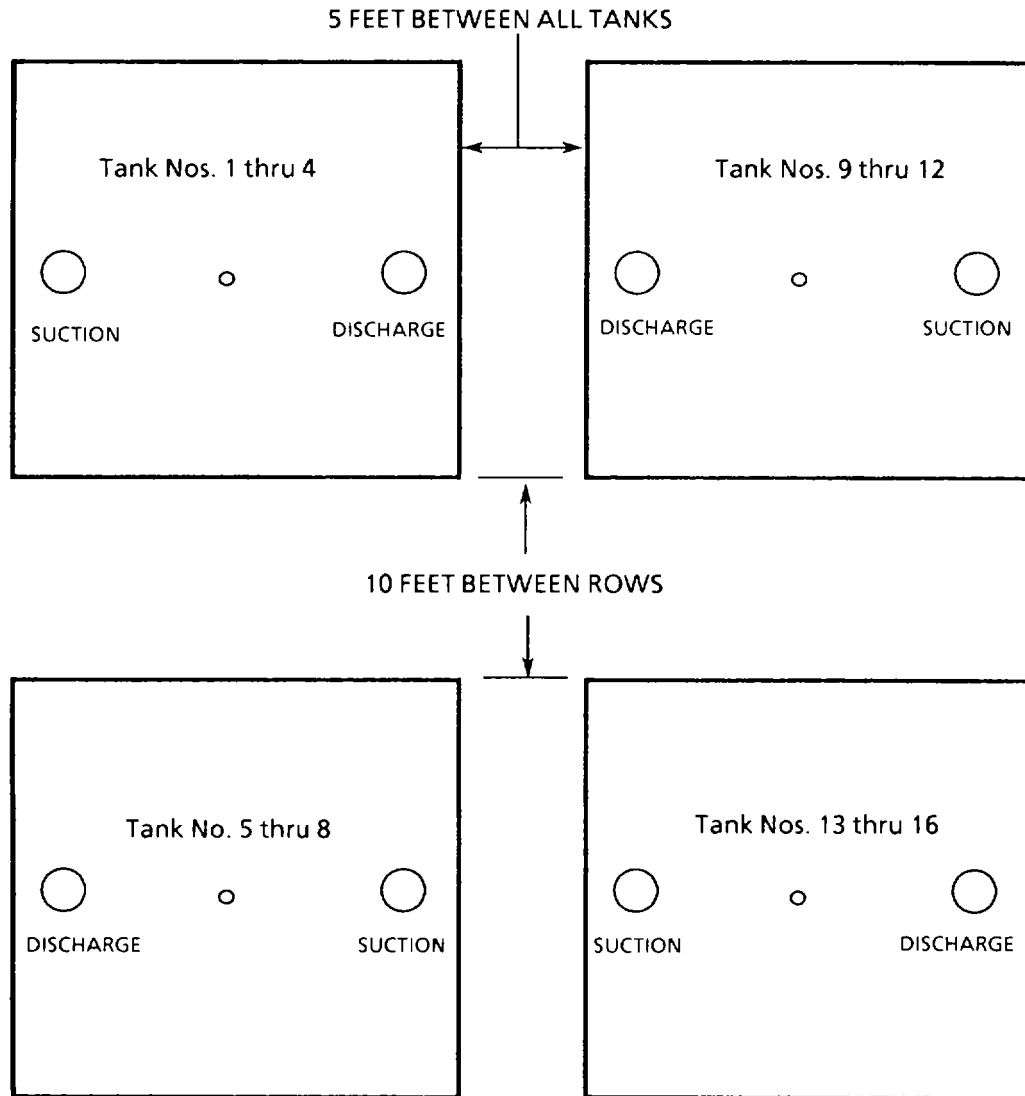 5 FEET BETWEEN ALL TANKS
Tank Nos. 1 thru 4
Tank Nos. 9 thru 12
SUCTION
DISCHARGE
DISCHARGE
SUCTION
10 FEET BETWEEN ROWS
Tank No. 5 thru 8
Tank Nos. 13 thru 16
DISCHARGE
SUCTION
SUCTION
DISCHARGE